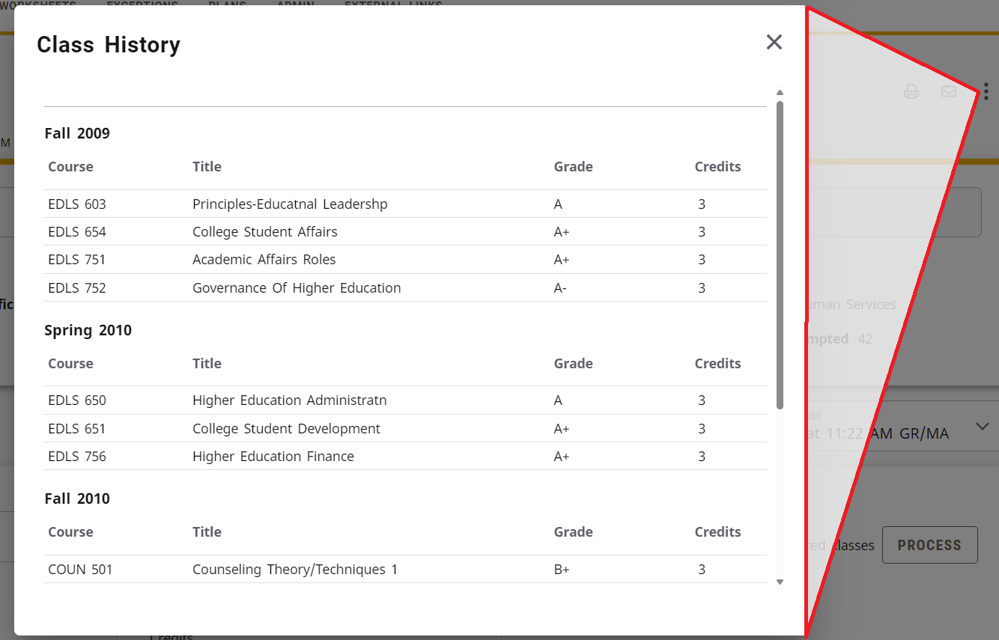 WORKSHEETS EXCEPTIONS PLANS ADMIN EXTERNAL LINKS
Class History
Fall 2009
M
Course Title Grade Credits
EDLS 603 Principles-Educatnal Leadershp A 3
EDLS 654 College Student Affairs A+ 3
EDLS 751 Academic Affairs Roles A+ 3
EDLS 752 Governance Of Higher Education A- 3
fic
uman Services
Spring 2010
mpted 42
Course Title Grade Credits
EDLS 650 Higher Education Administratn A 3
dit
EDLS 651 College Student Development A+ 3
at 11:22 AM GR/MA
EDLS 756 Higher Education Finance A+ 3
Fall 2010
Course Title Grade Credits
red classes PROCESS
COUN 501 Counseling Theory/Techniques 1 B+ 3
Credits